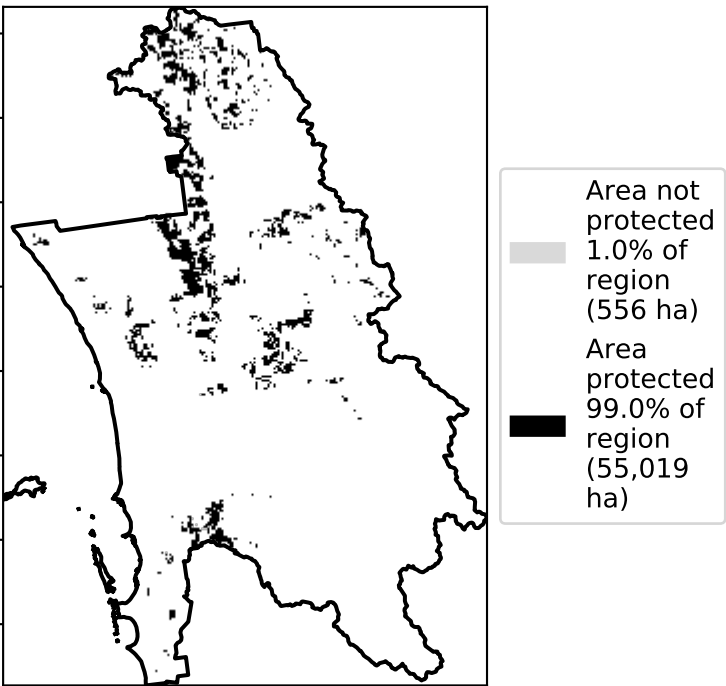 Area not
protected
1.0% of
region
(556 ha)
Area
protected
99.0% of
region
(55,019
ha)